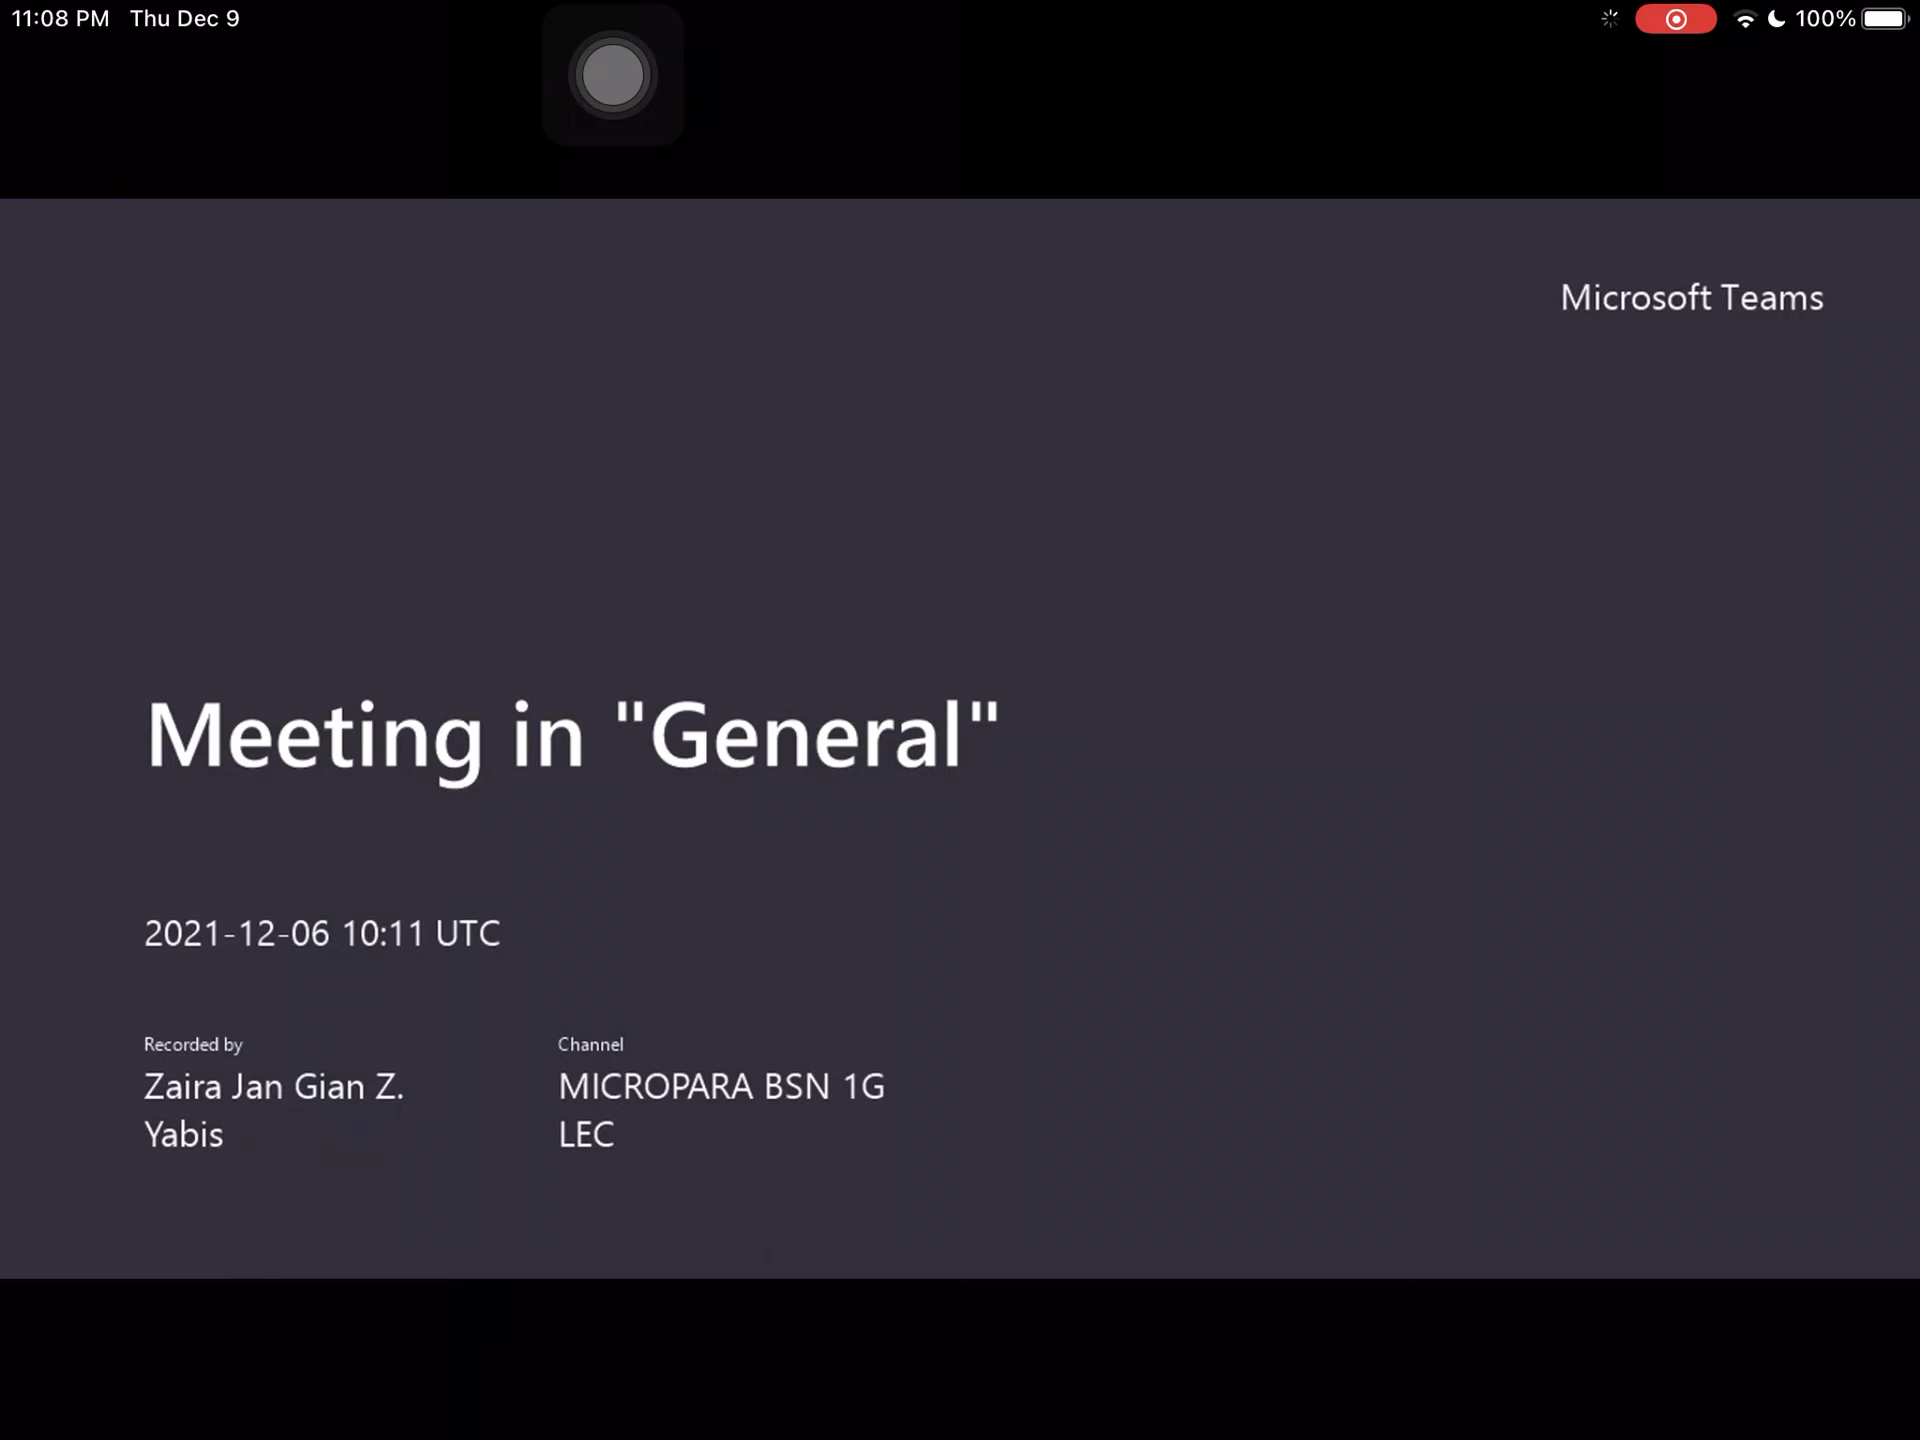 11:08 PM Thu Dec 9 100%
Microsoft Teams
Meeting in "General"
2021-12-06 10:11 UTC
Recorded by
Zaira Jan Gian Z.
Yabis
Channel
MICROPARA BSN 1G
LEC